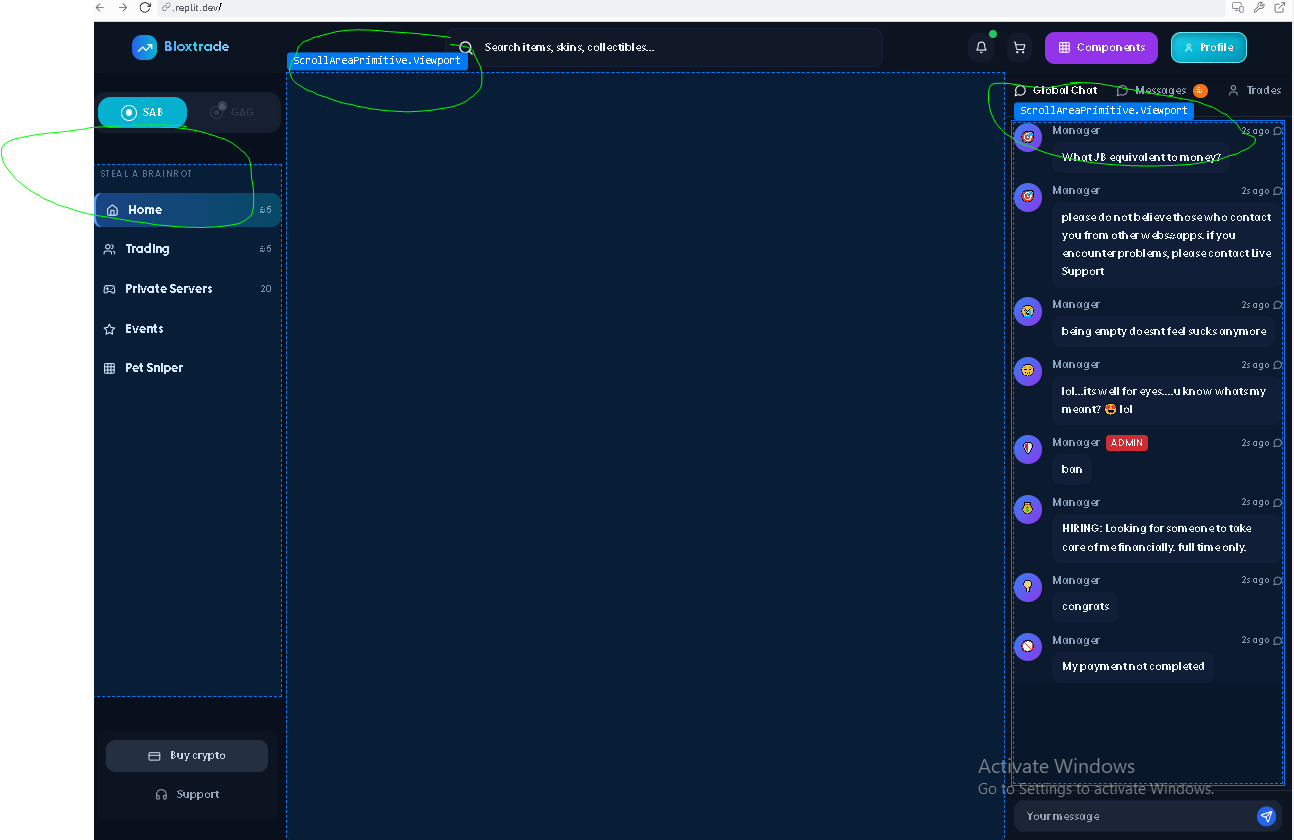 .replit.dev/
Bloxtrade
Search items, skins, collectibles...
Components
Profile
ScrollAreaPrimitive.Viewport
SAB
GAG
STEAL A BRAINROT
Home
5
Trading
5
Private Servers
20
Events
Pet Sniper
Buy crypto
Support
Global Chat
Messages
Trades
ScrollAreaPrimitive.Viewport
Manager
2s ago
What JB equivalent to money?
Manager
2s ago
please do not believe those who contact
you from other webs&apps. if you
encounter problems, please contact Live
Support
Manager
2s ago
being empty doesnt feel sucks anymore
Manager
2s ago
lol...its well for eyes....u know whats my
meant? 😍 lol
Manager
ADMIN
2s ago
ban
Manager
2s ago
HIRING: Looking for someone to take
care of me financially. full time only.
Manager
2s ago
congrats
Manager
2s ago
My payment not completed
Activate Windows
Go to Settings to activate Windows.
Your message